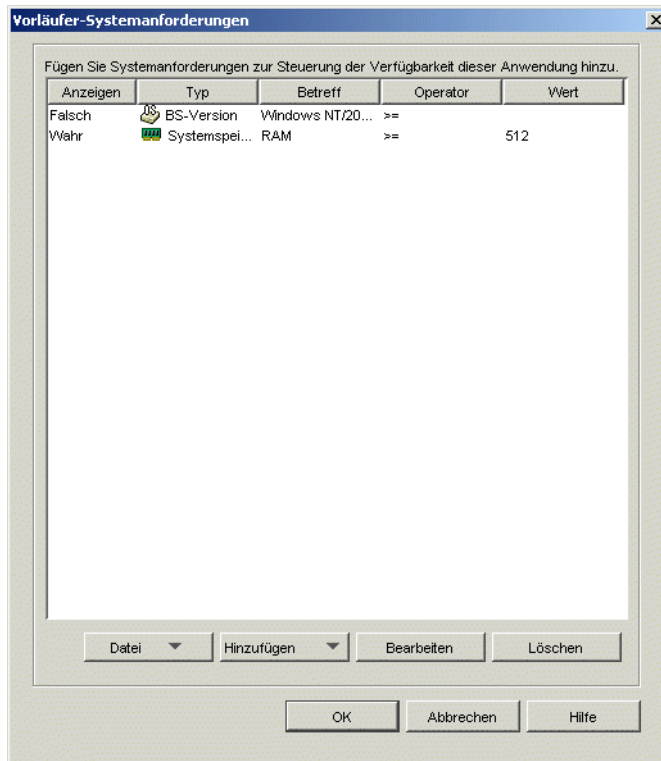 Vorläufer-Systemanforderungen
Fügen Sie Systemanforderungen zur Steuerung der Verfügbarkeit dieser Anwendung hinzu.
Anzeigen Typ Betreff Operator Wert
Falsch BS-Version Windows NT/20... >=
Wahr Systemspei... RAM >= 512
Datei Hinzufügen Bearbeiten Löschen
OK Abbrechen Hilfe